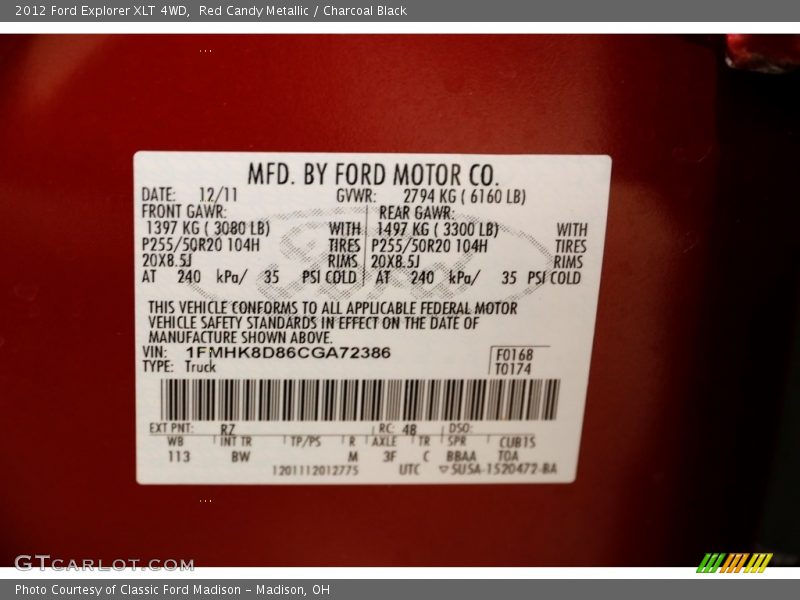 2012 Ford Explorer XLT 4WD, Red Candy Metallic / Charcoal Black
MFD. BY FORD MOTOR CO.
DATE: 12/11 GVWR: 2794 KG ( 6160 LB)
FRONT GAWR: REAR GAWR:
1397 KG ( 3080 LB) WITH 1497 KG ( 3300 LB) WITH
P255/50R20 104H TIRES P255/50R20 104H TIRES
20X8.5J RIMS 20X8.5J RIMS
AT 240 kPa/ 35 PSI COLD AT 240 kPa/ 35 PSI COLD
Ford
THIS VEHICLE CONFORMS TO ALL APPLICABLE FEDERAL MOTOR
VEHICLE SAFETY STANDARDS IN EFFECT ON THE DATE OF
MANUFACTURE SHOWN ABOVE.
VIN: 1FMHK8D86CGA72386 F0168
TYPE: Truck T0174
EXT PNT: RZ RC: 48 DSO:
WB INT TR TP/PS R AXLE TR SPR CUB1S
113 BW M 3F C BBAA TOA
1201112012775 UTC ▽5U5A-1520472-BA
GTCARLOT.COM
Photo Courtesy of Classic Ford Madison - Madison, OH